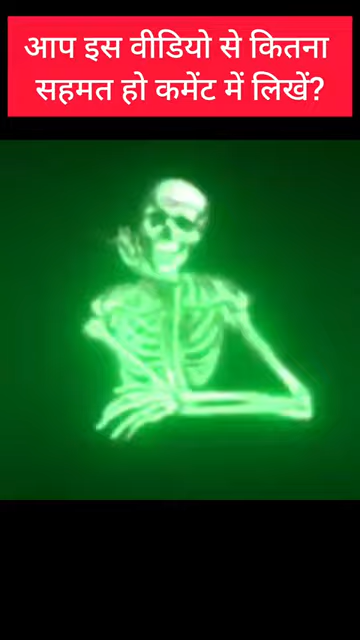 आप इस वीडियो से कितना
सहमत हो कमेंट में लिखें?